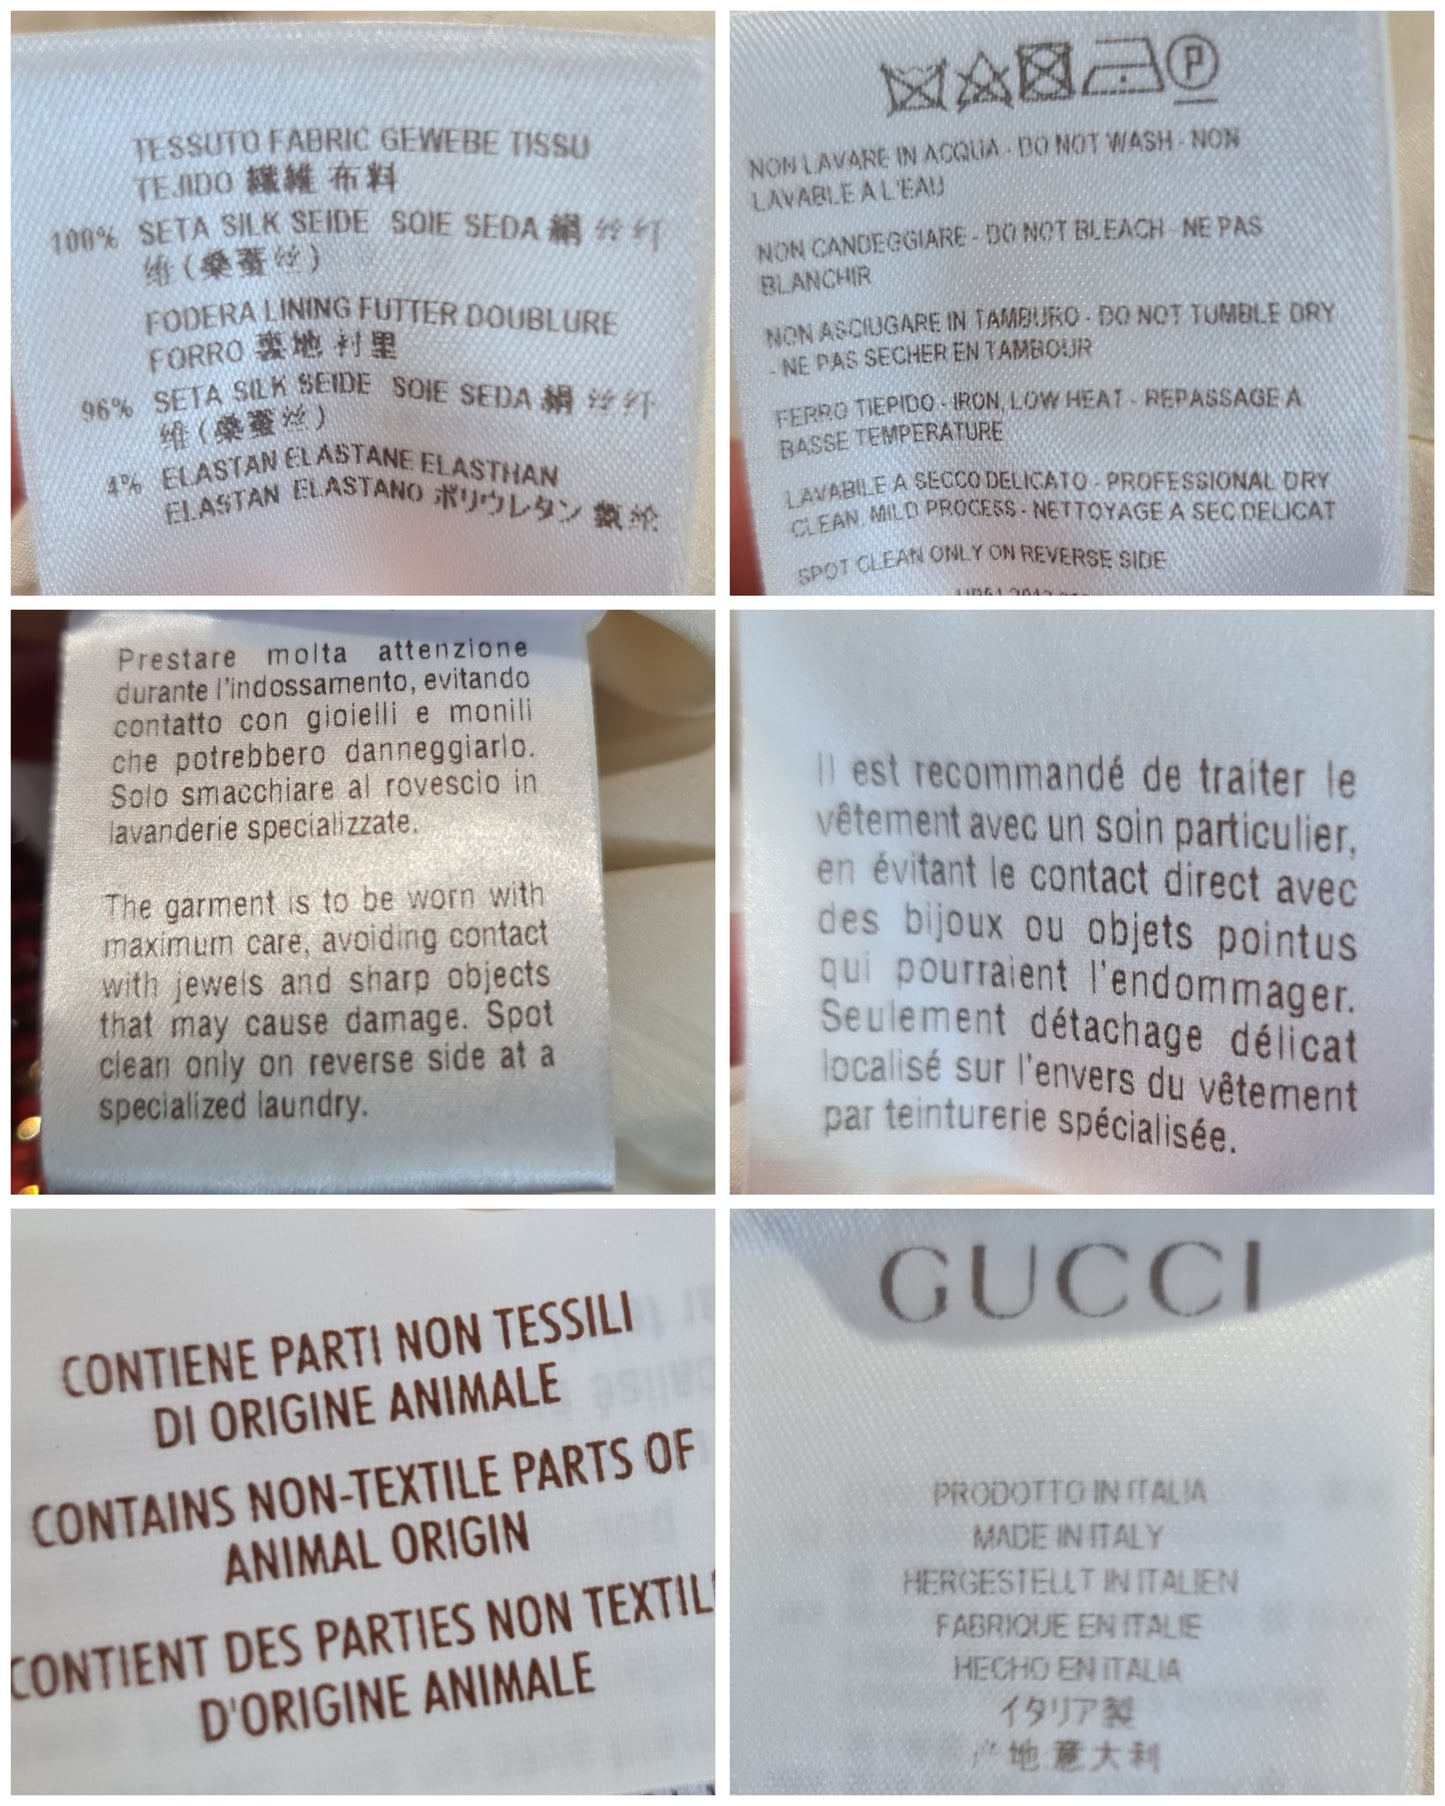 TESSUTO FABRIC GEWEBE TISSU
TEJIDO 繊維 布料
100% SETA SILK SEIDE SOIE SEDA 絹 丝纤
维(桑蚕丝)
FODERA LINING FUTTER DOUBLURE
FORRO 裏地 衬里
96% SETA SILK SEIDE SOIE SEDA 絹 丝纤
维(桑蚕丝)
4% ELASTAN ELASTANE ELASTHAN
ELASTAN ELASTANO ポリウレタン 氨纶
P
NON LAVARE IN ACQUA - DO NOT WASH - NON
LAVABLE A L'EAU
NON CANDEGGIARE - DO NOT BLEACH - NE PAS
BLANCHIR
NON ASCIUGARE IN TAMBURO - DO NOT TUMBLE DRY
- NE PAS SECHER EN TAMBOUR
FERRO TIEPIDO - IRON, LOW HEAT - REPASSAGE A
BASSE TEMPERATURE
LAVABILE A SECCO DELICATO - PROFESSIONAL DRY
CLEAN, MILD PROCESS - NETTOYAGE A SEC DELICAT
SPOT CLEAN ONLY ON REVERSE SIDE
Prestare molta attenzione
durante l'indossamento, evitando
contatto con gioielli e monili
che potrebbero danneggiarlo.
Solo smacchiare al rovescio in
lavanderie specializzate.
The garment is to be worn with
maximum care, avoiding contact
with jewels and sharp objects
that may cause damage. Spot
clean only on reverse side at a
specialized laundry.
Il est recommandé de traiter le
vêtement avec un soin particulier,
en évitant le contact direct avec
des bijoux ou objets pointus
qui pourraient l'endommager.
Seulement détachage délicat
localisé sur l'envers du vêtement
par teinturerie spécialisée.
CONTIENE PARTI NON TESSILI
DI ORIGINE ANIMALE
CONTAINS NON-TEXTILE PARTS OF
ANIMAL ORIGIN
CONTIENT DES PARTIES NON TEXTIL
D'ORIGINE ANIMALE
GUCCI
PRODOTTO IN ITALIA
MADE IN ITALY
HERGESTELLT IN ITALIEN
FABRIQUE EN ITALIE
HECHO EN ITALIA
イタリア製
产地意大利